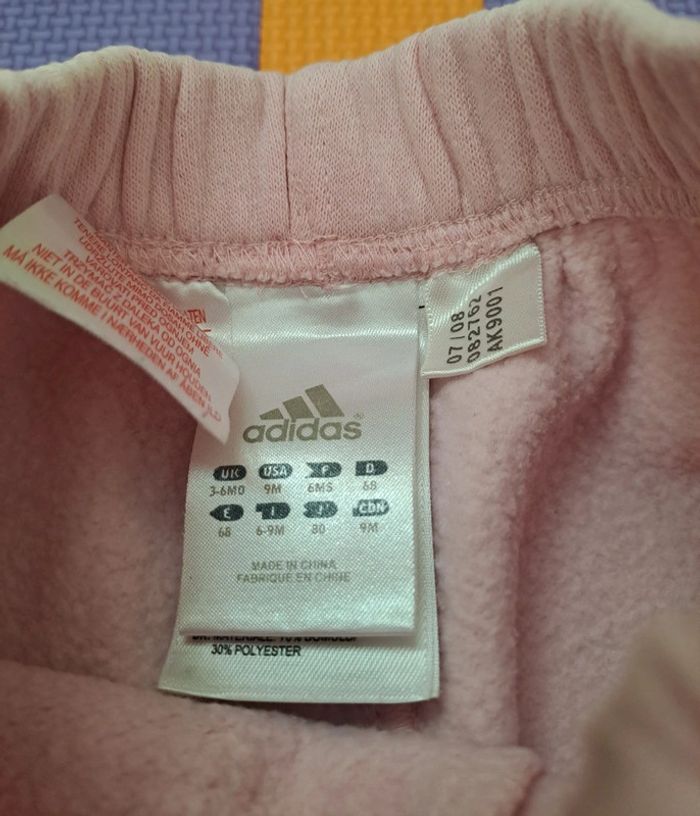 NIET IN DE BUURT VAN VUUR HOUDEN.
MÅ IKKE KOMME I NÆRHEDEN AF ÅBEN ILD
07/08
082762
AK9001
adidas®
UK USA F D
3-6MO 9M 6MS 68
E I J CDN
68 6-9M 80 9M
MADE IN CHINA
FABRIQUE EN CHINE
30% POLYESTER